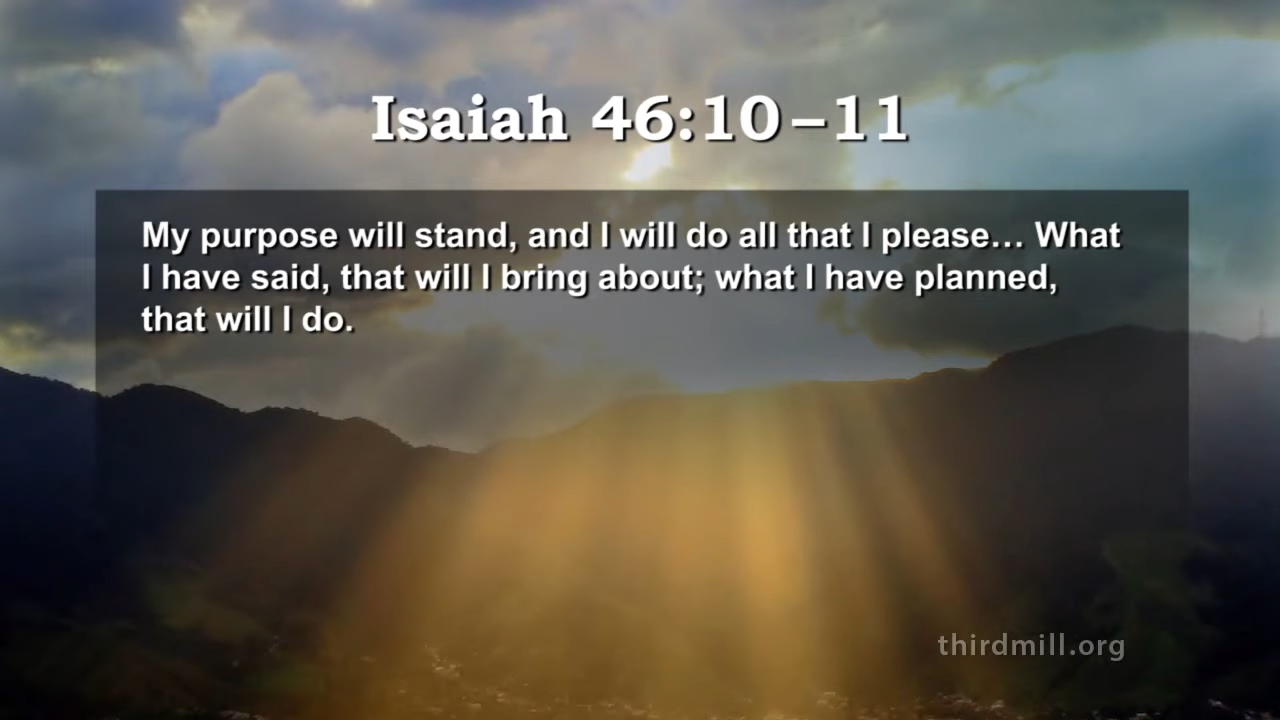 Isaiah 46:10–11
My purpose will stand, and I will do all that I please… What
I have said, that will I bring about; what I have planned,
that will I do.
thirdmill.org